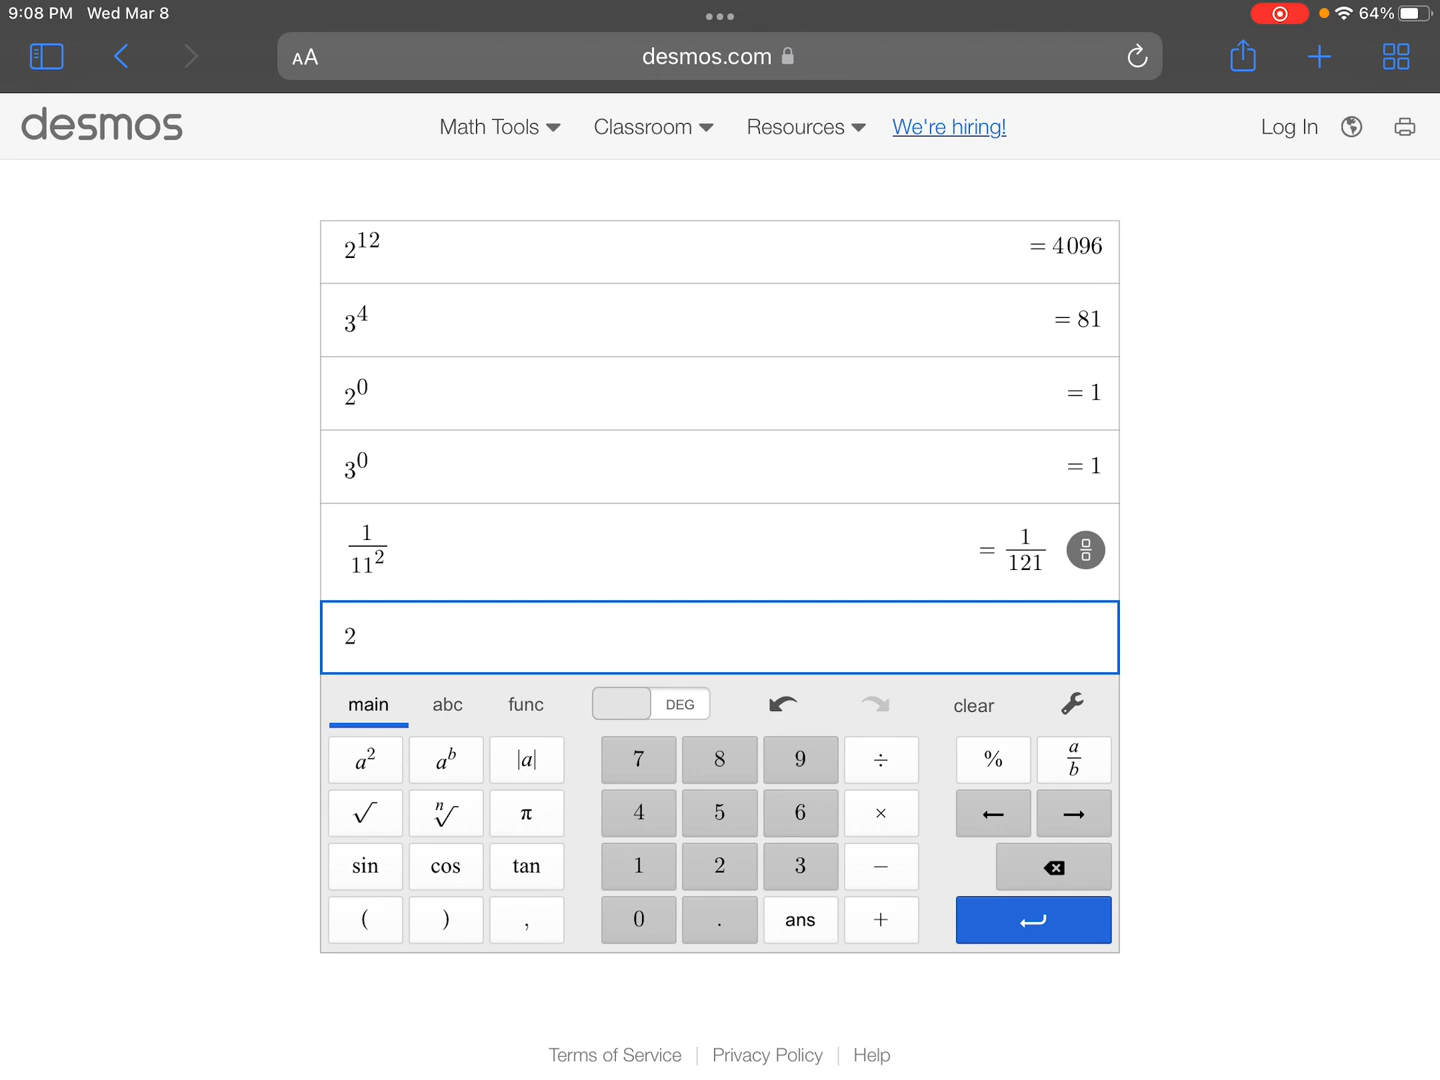 9:08 PM Wed Mar 8 64%
AA desmos.com
desmos Math Tools Classroom Resources We're hiring! Log In
2^12 = 4096
3^4 = 81
2^0 = 1
3^0 = 1
1/11^2 = 1/121
2
main abc func DEG clear
a^2 a^b |a| 7 8 9 ÷ % a/b
√ n√ π 4 5 6 × ← →
sin cos tan 1 2 3 −
( ) , 0 . ans +
Terms of Service | Privacy Policy | Help